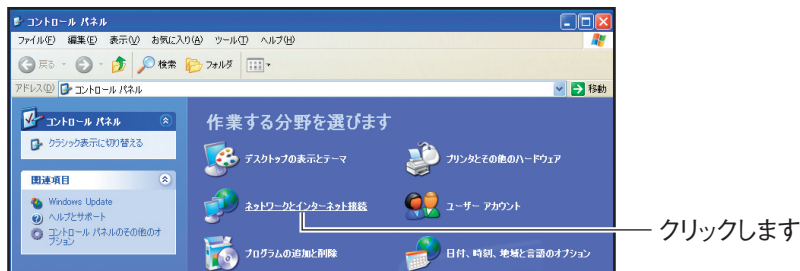 コントロール パネル
ファイル(F) 編集(E) 表示(V) お気に入り(A) ツール(T) ヘルプ(H)
戻る 検索 フォルダ
アドレス(D) コントロール パネル 移動
コントロール パネル
クラシック表示に切り替える
関連項目
Windows Update
ヘルプとサポート
コントロール パネルのその他のオ
プション
作業する分野を選びます
デスクトップの表示とテーマ プリンタとその他のハードウェア
ネットワークとインターネット接続 ユーザー アカウント
クリックします
プログラムの追加と削除 日付、時刻、地域と言語のオプション